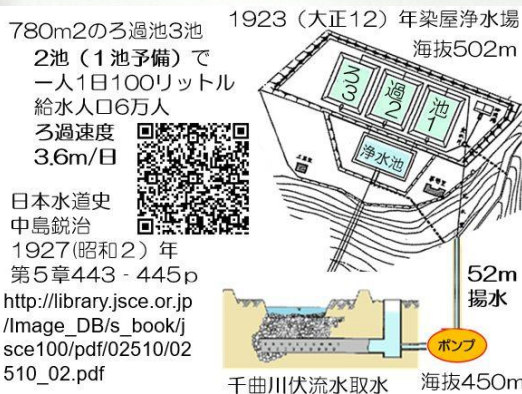 780m2のろ過池3池
2池（1池予備）で
一人1日100リットル
給水人口6万人
ろ過速度
3.6m/日
日本水道史
中島鋭治
1927(昭和2）年
第5章443‐445p
http://library.jsce.or.jp
/Image_DB/s_book/j
sce100/pdf/02510/02
510_02.pdf
1923（大正12）年染屋浄水場
海抜502m
ろ3
過2
池1
浄水池
52m
揚水
ポンプ
千曲川伏流水取水
海抜450m